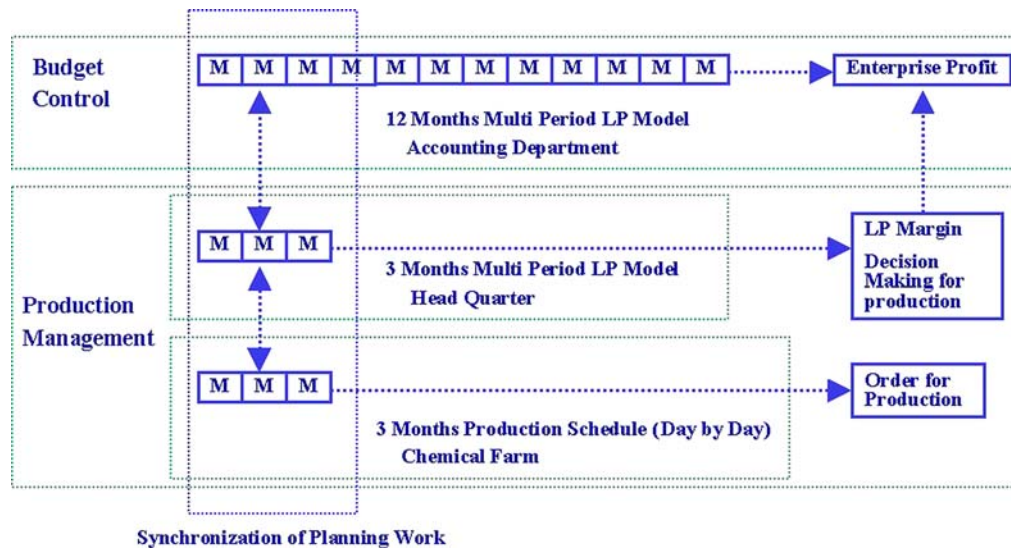 Budget
Control
M M M M M M M M M M M M
Enterprise Profit
12 Months Multi Period LP Model
Accounting Department
Production
Management
M M M
3 Months Multi Period LP Model
Head Quarter
LP Margin
Decision
Making for
production
M M M
3 Months Production Schedule (Day by Day)
Chemical Farm
Order for
Production
Synchronization of Planning Work